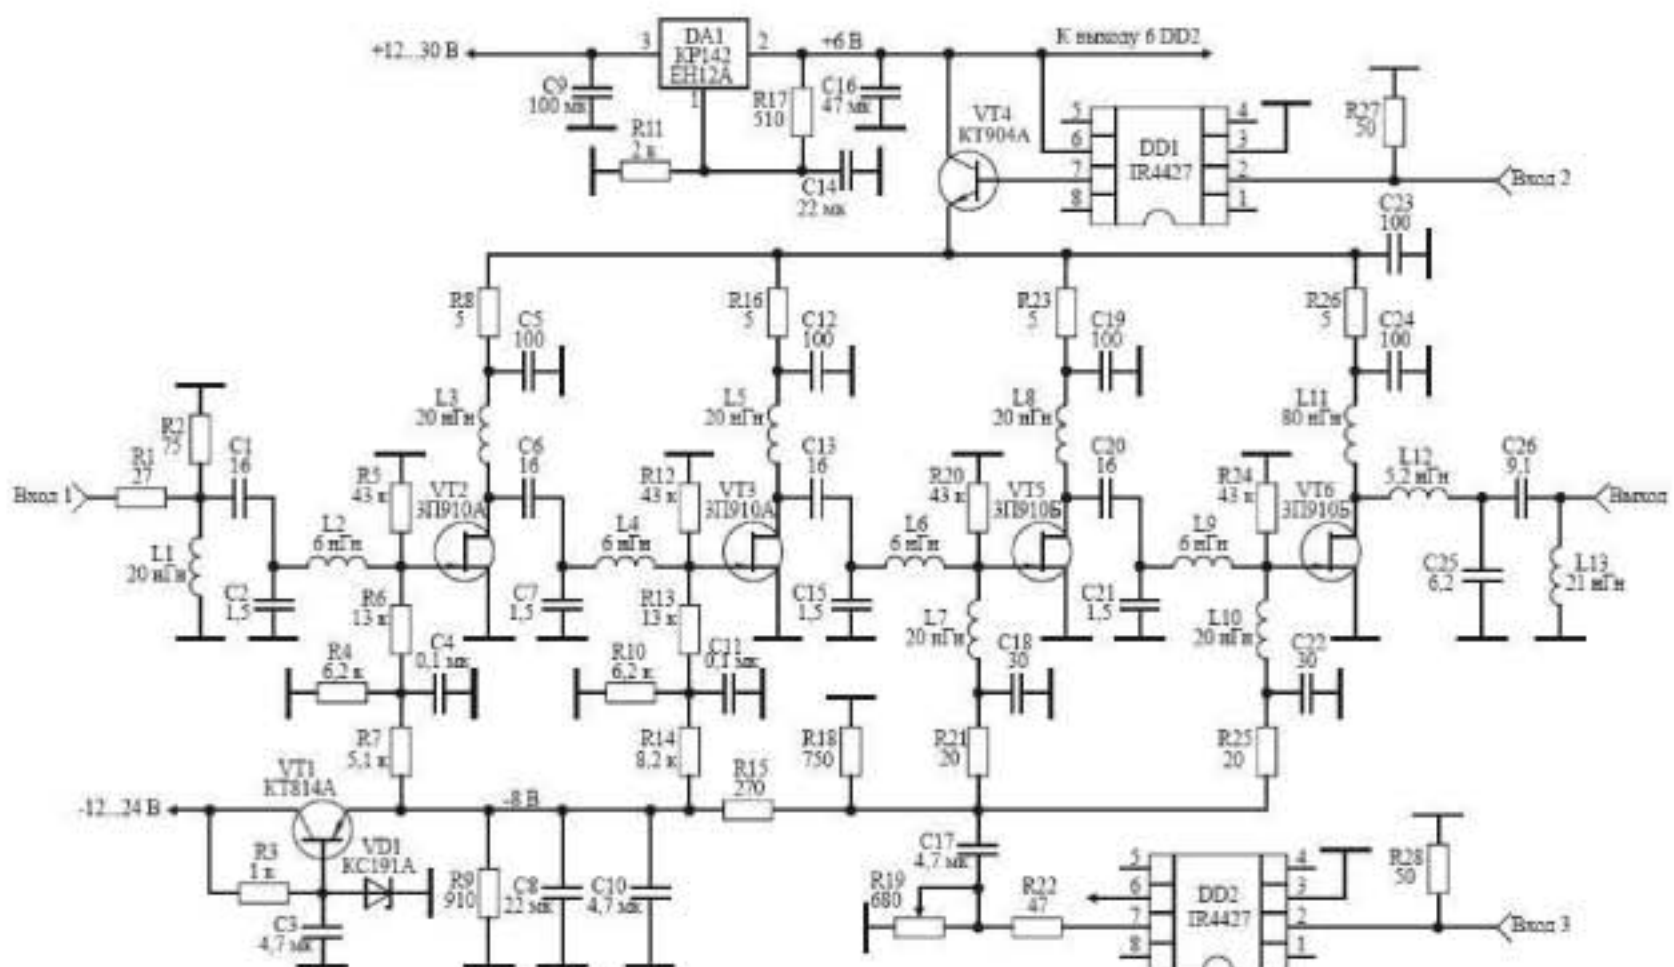 +12...30 В
3
DA1
КР142
ЕН12А
1
2
+6 В
К выходу 6 DD2
C9
100 мк
R11
2 к
R17
510
C16
47 мк
C14
22 мк
VT4
КТ904А
5
6
7
8
DD1
IR4427
4
3
2
1
R27
50
Вход 2
C23
100
R8
5
C5
100
R16
5
C12
100
R23
5
C19
100
R26
5
C24
100
L3
20 нГн
L5
20 нГн
L8
20 нГн
L11
80 нГн
Вход 1
R1
27
R2
75
C1
16
L1
20 нГн
C2
1,5
L2
6 нГн
R5
43 к
VT2
3П910А
C6
16
R6
13 к
C7
1,5
L4
6 нГн
R12
43 к
VT3
3П910А
C13
16
R13
13 к
C15
1,5
L6
6 нГн
R20
43 к
VT5
3П910Б
C20
16
L7
20 нГн
C21
1,5
L9
6 нГн
R24
43 к
VT6
3П910Б
L10
20 нГн
L12
5,2 нГн
C26
9,1
Выход
C25
6,2
L13
21 нГн
R4
6,2 к
C4
0,1 мк
R10
6,2 к
C11
0,1 мк
C18
30
C22
30
R7
5,1 к
R14
8,2 к
R15
270
R18
750
R21
20
R25
20
-12...24 В
VT1
КТ814А
-8 В
R3
1 к
VD1
КС191А
C3
4,7 мк
R9
910
C8
22 мк
C10
4,7 мк
C17
4,7 мк
R19
680
R22
47
5
6
7
8
DD2
IR4427
4
3
2
1
R28
50
Вход 3